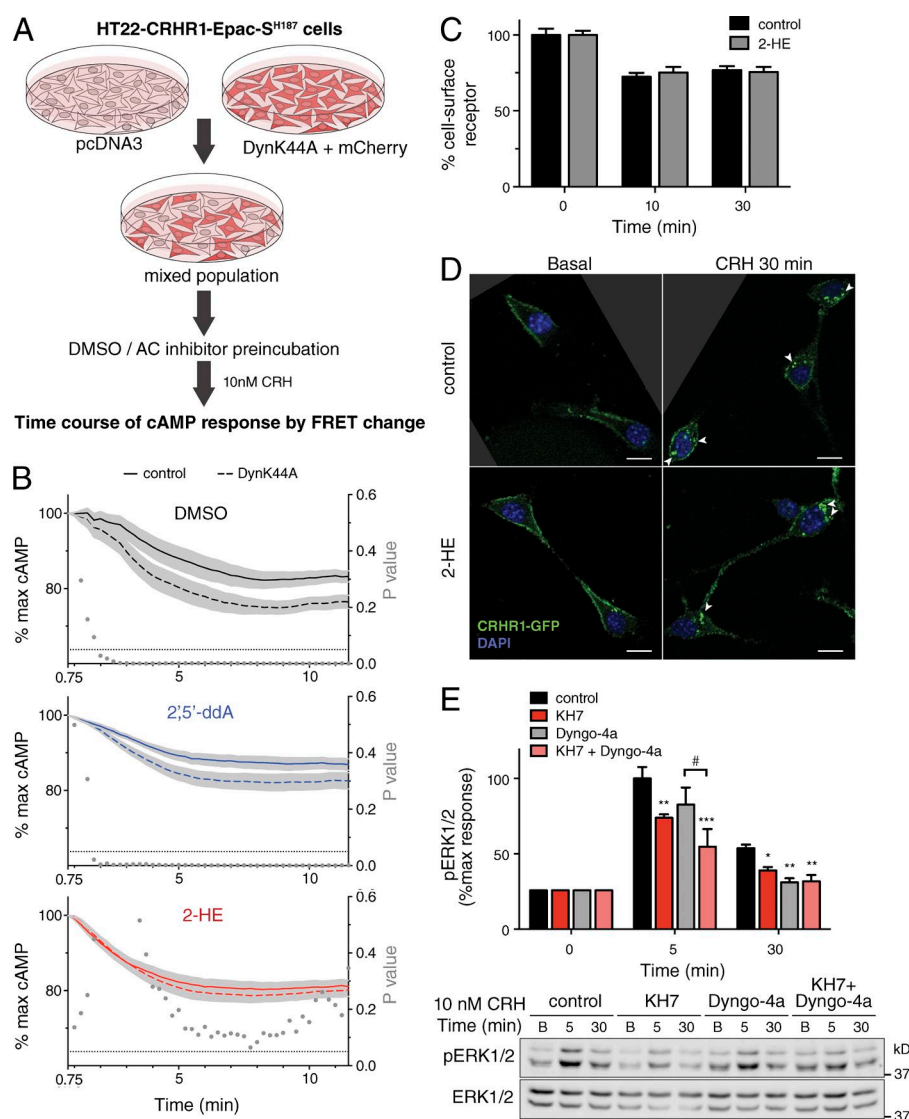 A
HT22-CRHR1-Epac-S^H187 cells
pcDNA3
DynK44A + mCherry
mixed population
DMSO / AC inhibitor preincubation
10nM CRH
Time course of cAMP response by FRET change
B
control
DynK44A
DMSO
% max cAMP
100
80
0.6
0.4
0.2
0.0
P value
0.75
5
10
2',5'-ddA
% max cAMP
100
80
0.6
0.4
0.2
0.0
P value
0.75
5
10
2-HE
% max cAMP
100
80
0.6
0.4
0.2
0.0
P value
0.75
5
10
Time (min)
C
control
2-HE
% cell-surface
receptor
100
75
50
0
0
10
30
Time (min)
D
Basal
CRH 30 min
control
2-HE
CRHR1-GFP
DAPI
E
control
KH7
Dyngo-4a
KH7 + Dyngo-4a
pERK1/2
(%max response)
100
50
0
** # ***
* ** **
0
5
30
Time (min)
10 nM CRH
control
KH7
Dyngo-4a
KH7+
Dyngo-4a
Time (min)
B 5 30 B 5 30 B 5 30 B 5 30
pERK1/2
kD
37
ERK1/2
37